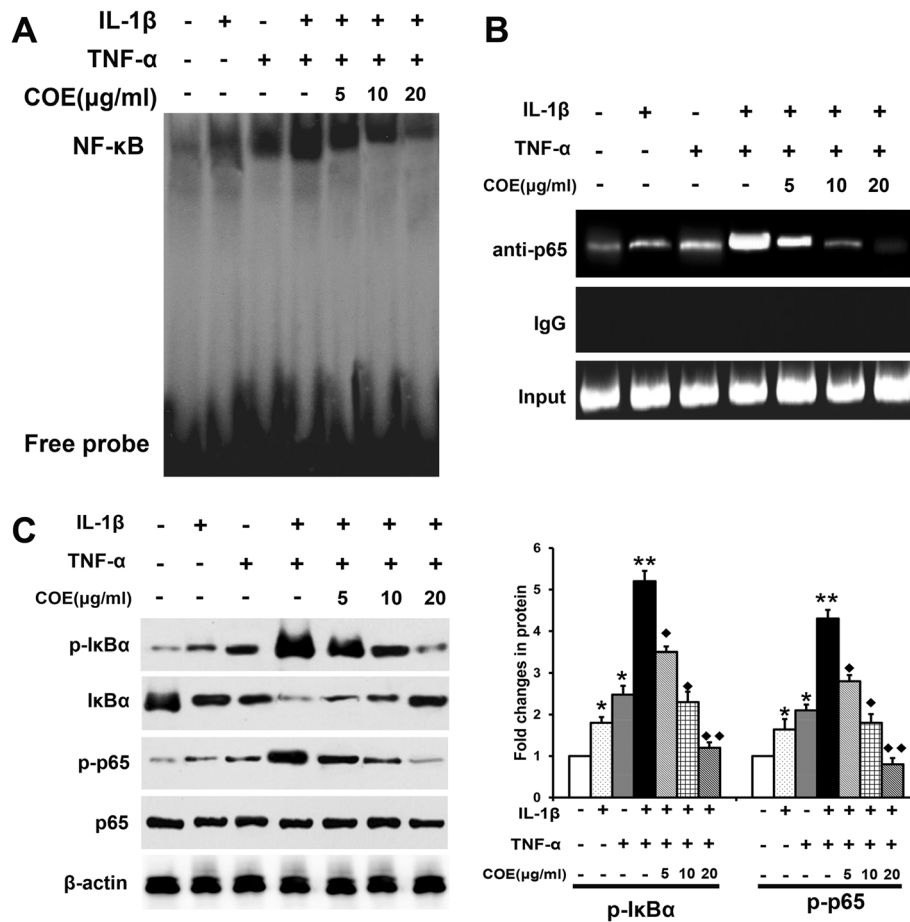 A
IL-1β - + - + + + +
TNF-α - - + + + + +
COE(μg/ml) - - - - 5 10 20
NF-κB
Free probe
B
IL-1β - + - + + + +
TNF-α - - + + + + +
COE(μg/ml) - - - - 5 10 20
anti-p65
IgG
Input
C
IL-1β - + - + + + +
TNF-α - - + + + + +
COE(μg/ml) - - - - 5 10 20
p-IκBα
IκBα
p-p65
p65
β-actin
Fold changes in protein
6
5
4
3
2
1
0
* * ** ◆ ◆ ◆◆
* * ** ◆ ◆ ◆◆
IL-1β - + - + + + + - + - + + + +
TNF-α - - + + + + + - - + + + + +
COE(μg/ml) - - - - 5 10 20 - - - - 5 10 20
p-IκBα p-p65